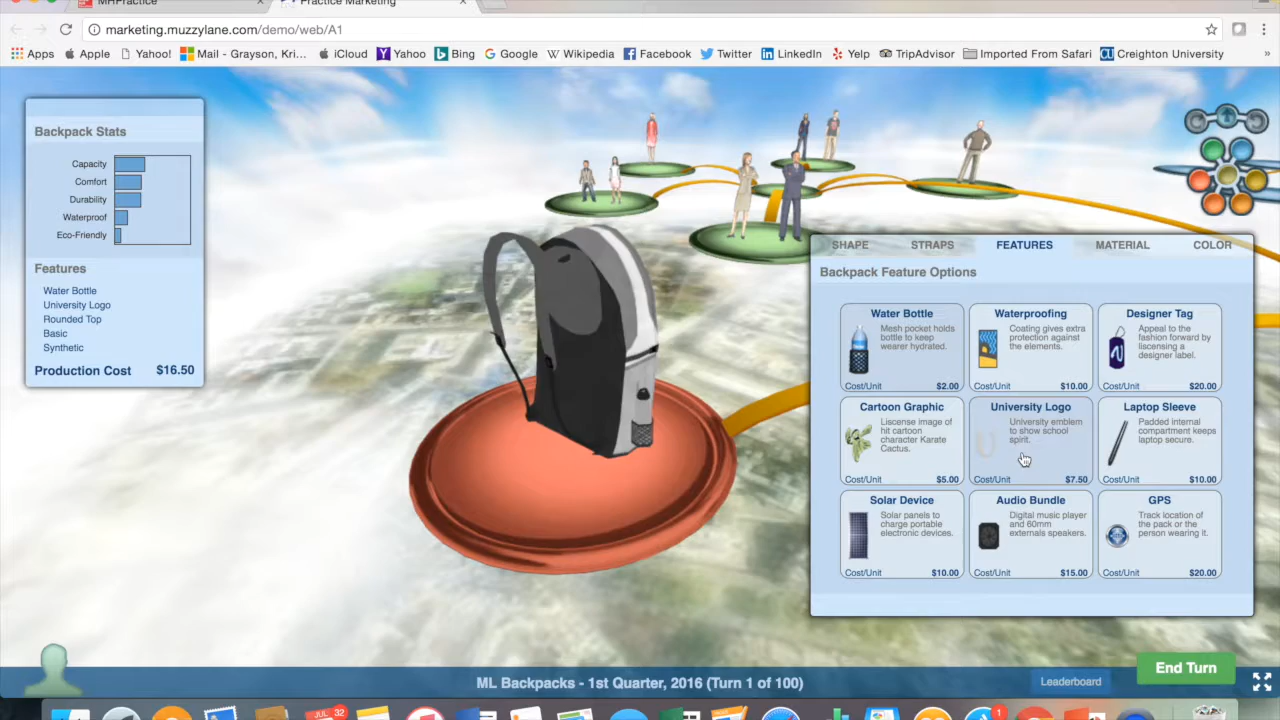 MHPractice
Practice Marketing
marketing.muzzylane.com/demo/web/A1
Apps Apple Yahoo! Mail - Grayson, Kri... iCloud Yahoo Bing Google Wikipedia Facebook Twitter LinkedIn Yelp TripAdvisor Imported From Safari Creighton University »
Backpack Stats
Capacity
Comfort
Durability
Waterproof
Eco-Friendly
Features
Water Bottle
University Logo
Rounded Top
Basic
Synthetic
Production Cost $16.50
SHAPE STRAPS FEATURES MATERIAL COLOR
Backpack Feature Options
Water Bottle
Mesh pocket holds
bottle to keep
wearer hydrated.
Cost/Unit $2.00
Waterproofing
Coating gives extra
protection against
the elements.
Cost/Unit $10.00
Designer Tag
Appeal to the
fashion forward by
liscensing a
designer label.
Cost/Unit $20.00
Cartoon Graphic
Liscense image of
hit cartoon
character Karate
Cactus.
Cost/Unit $5.00
University Logo
University emblem
to show school
spirit.
Cost/Unit $7.50
Laptop Sleeve
Padded internal
compartment keeps
laptop secure.
Cost/Unit $10.00
Solar Device
Solar panels to
charge portable
electronic devices.
Cost/Unit $10.00
Audio Bundle
Digital music player
and 60mm
externals speakers.
Cost/Unit $15.00
GPS
Track location of
the pack or the
person wearing it.
Cost/Unit $20.00
ML Backpacks - 1st Quarter, 2016 (Turn 1 of 100)
Leaderboard
End Turn
JUL 32
1